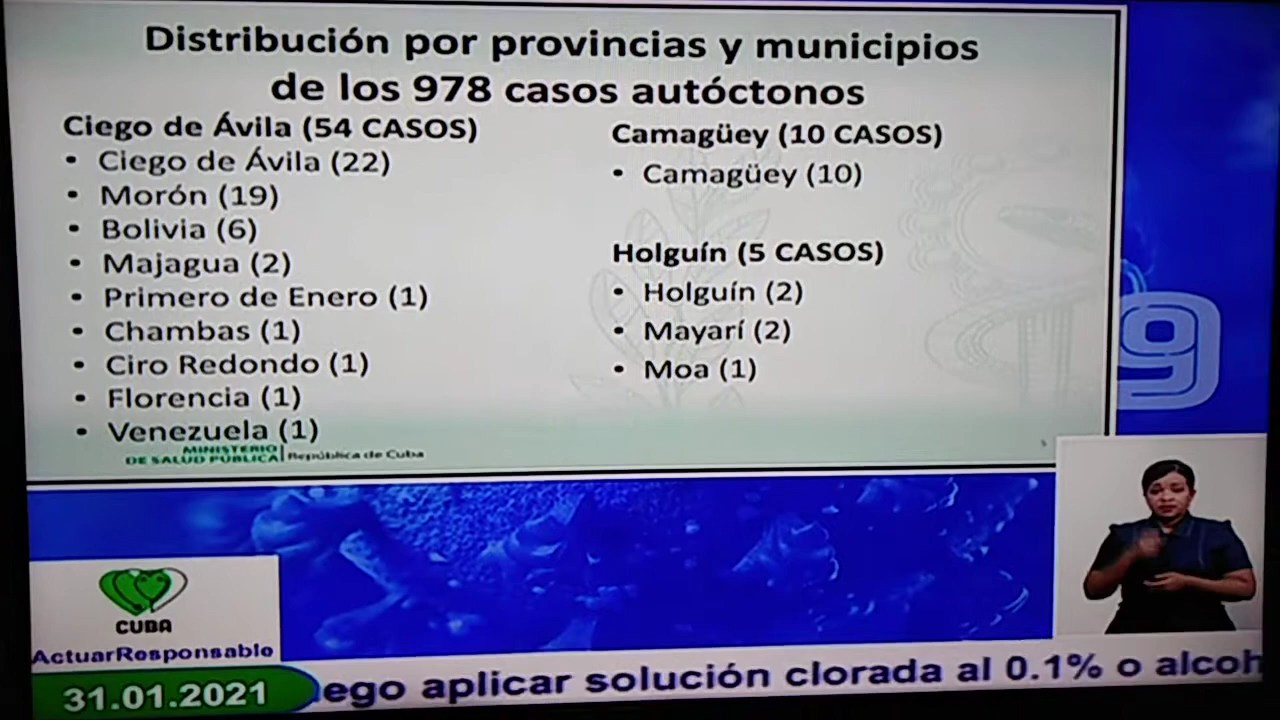 Distribución por provincias y municipios
de los 978 casos autóctonos
Ciego de Ávila (54 CASOS)
• Ciego de Ávila (22)
• Morón (19)
• Bolivia (6)
• Majagua (2)
• Primero de Enero (1)
• Chambas (1)
• Ciro Redondo (1)
• Florencia (1)
• Venezuela (1)
Camagüey (10 CASOS)
• Camagüey (10)
Holguín (5 CASOS)
• Holguín (2)
• Mayarí (2)
• Moa (1)
MINISTERIO
DE SALUD PÚBLICA República de Cuba
5
9
CUBA
ActuarResponsable
31.01.2021
ego aplicar solución clorada al 0.1% o alcoh